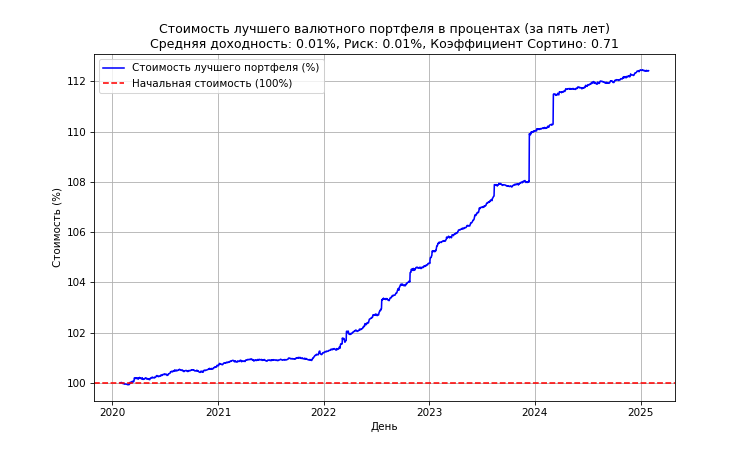 Стоимость лучшего валютного портфеля в процентах (за пять лет)
Средняя доходность: 0.01%, Риск: 0.01%, Коэффициент Сортино: 0.71
Стоимость лучшего портфеля (%)
Начальная стоимость (100%)
Стоимость (%)
112
110
108
106
104
102
100
2020 2021 2022 2023 2024 2025
День